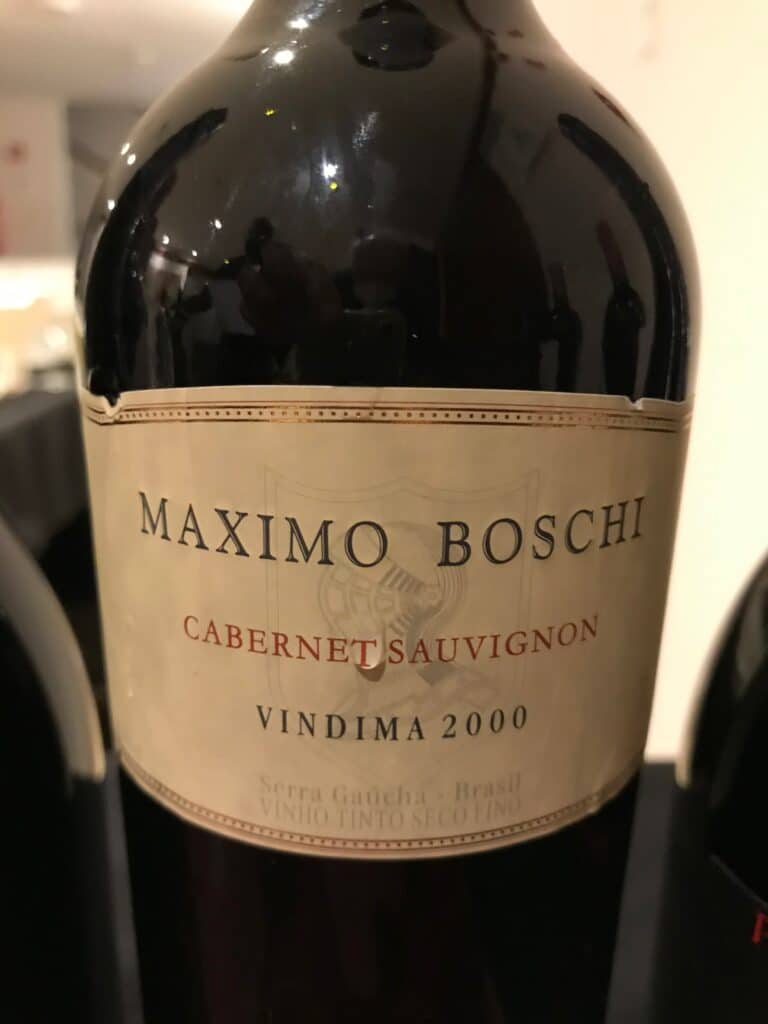 MAXIMO BOSCHI
CABERNET SAUVIGNON
VINDIMA 2000
Serra Gaúcha - Brasil
VINHO TINTO SECO FINO